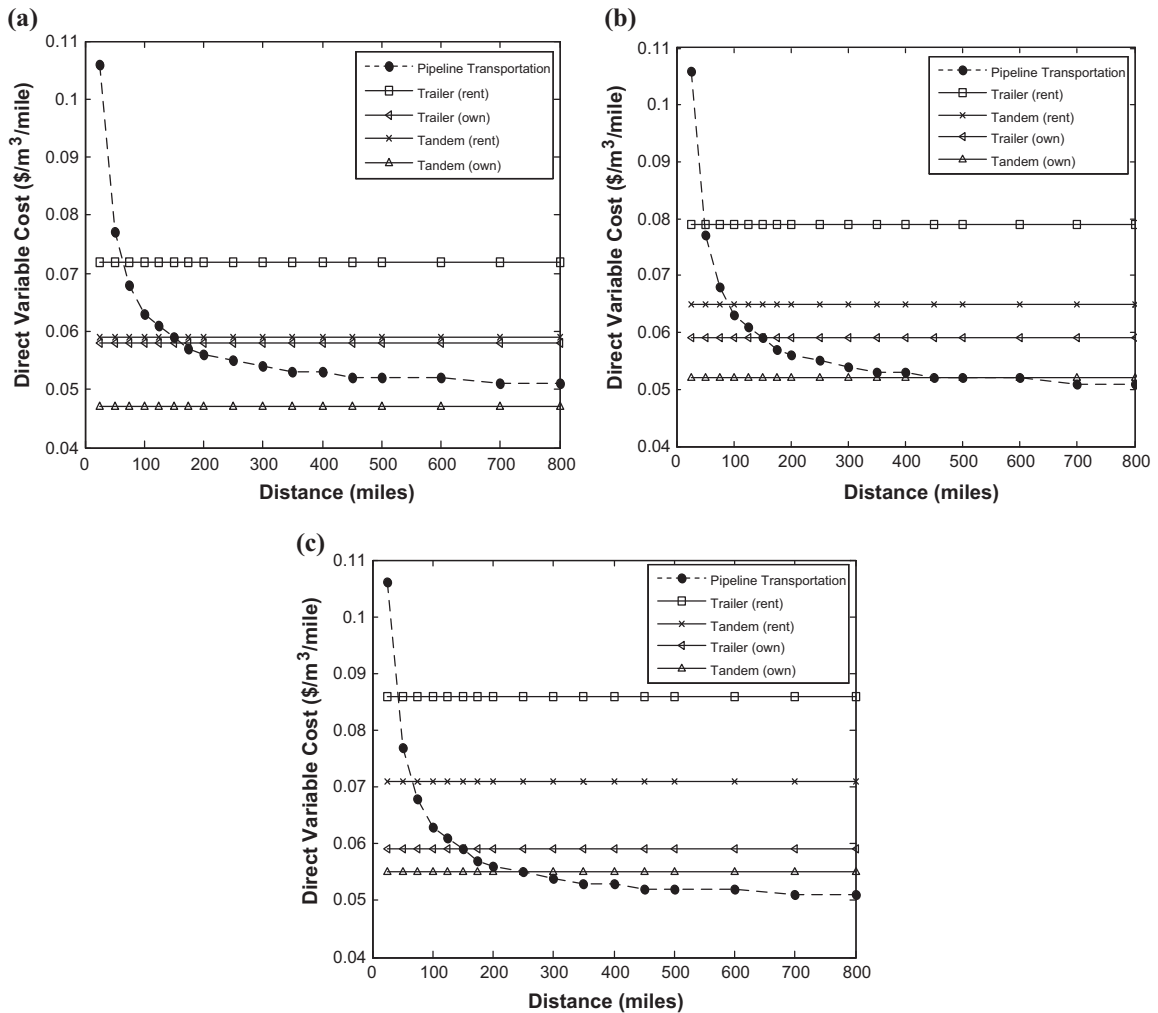 (a)
0.11
0.1
0.09
0.08
0.07
0.06
0.05
0.04
Direct Variable Cost ($/m³/mile)
0 100 200 300 400 500 600 700 800
Distance (miles)
Pipeline Transportation
Trailer (rent)
Trailer (own)
Tandem (rent)
Tandem (own)
(b)
0.11
0.1
0.09
0.08
0.07
0.06
0.05
0.04
Direct Variable Cost ($/m³/mile)
0 100 200 300 400 500 600 700 800
Distance (miles)
Pipeline Transportation
Trailer (rent)
Tandem (rent)
Trailer (own)
Tandem (own)
(c)
0.11
0.1
0.09
0.08
0.07
0.06
0.05
0.04
Direct Variable Cost ($/m³/mile)
0 100 200 300 400 500 600 700 800
Distance (miles)
Pipeline Transportation
Trailer (rent)
Tandem (rent)
Trailer (own)
Tandem (own)